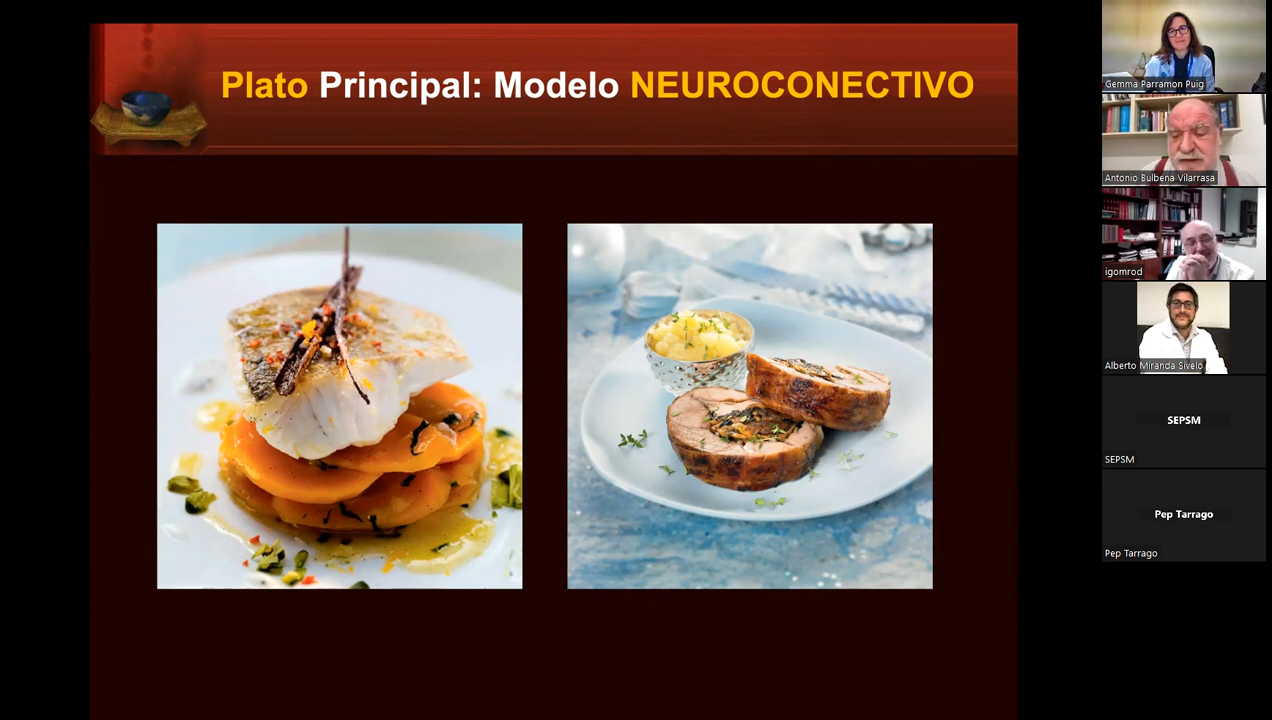 Plato Principal: Modelo NEUROCONECTIVO
Gemma Parramon Puig
Antonio Bulbena Vilarrasa
igomrod
Alberto Miranda Sivelo
SEPSM
SEPSM
Pep Tarrago
Pep Tarrago